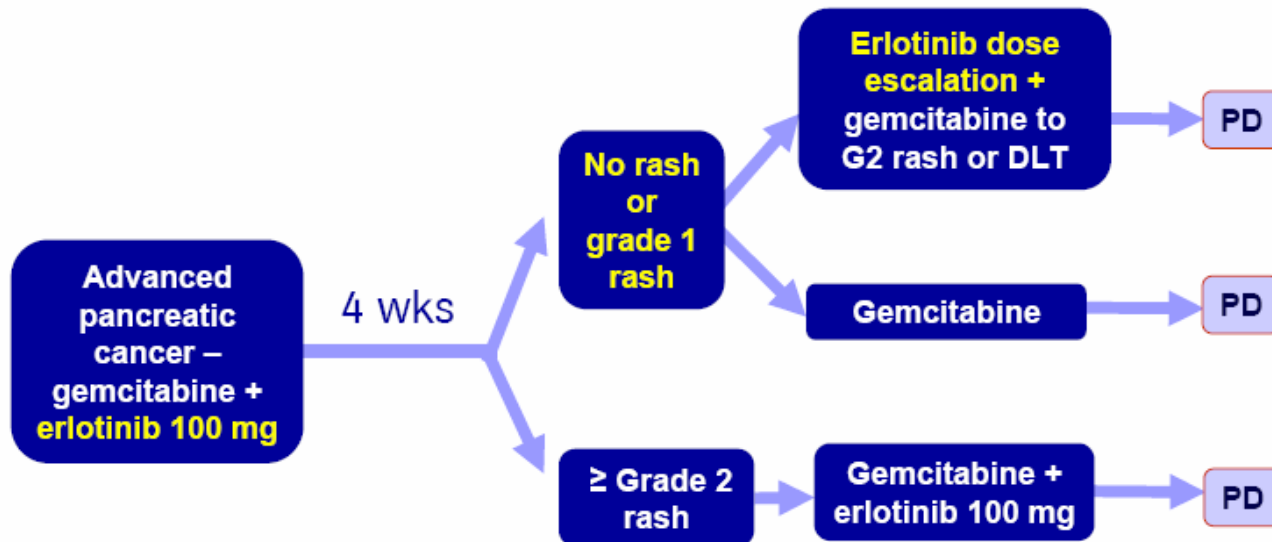 Advanced
pancreatic
cancer –
gemcitabine +
erlotinib 100 mg
4 wks
No rash
or
grade 1
rash
Erlotinib dose
escalation +
gemcitabine to
G2 rash or DLT
PD
Gemcitabine
PD
≥ Grade 2
rash
Gemcitabine +
erlotinib 100 mg
PD